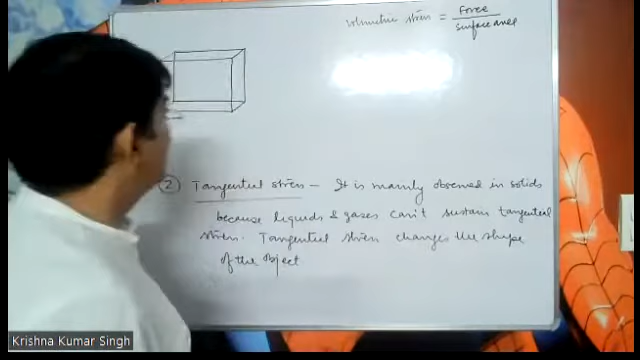 volumetric stress = Force
surface area
② Tangential stress – It is mainly observed in solids
because liquids & gases can't sustain tangential
stress. Tangential stress changes the shape
of the object
Krishna Kumar Singh